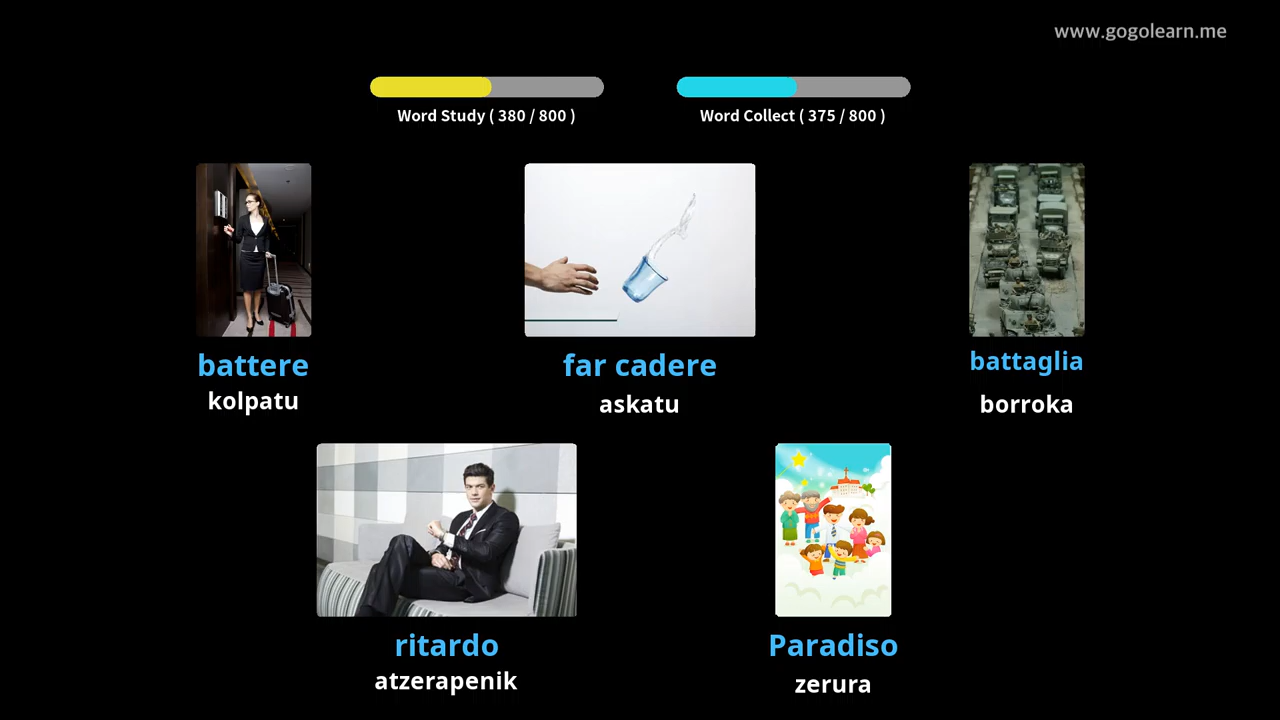 www.gogolearn.me
Word Study ( 380 / 800 )
Word Collect ( 375 / 800 )
battere
kolpatu
far cadere
askatu
battaglia
borroka
ritardo
atzerapenik
Paradiso
zerura